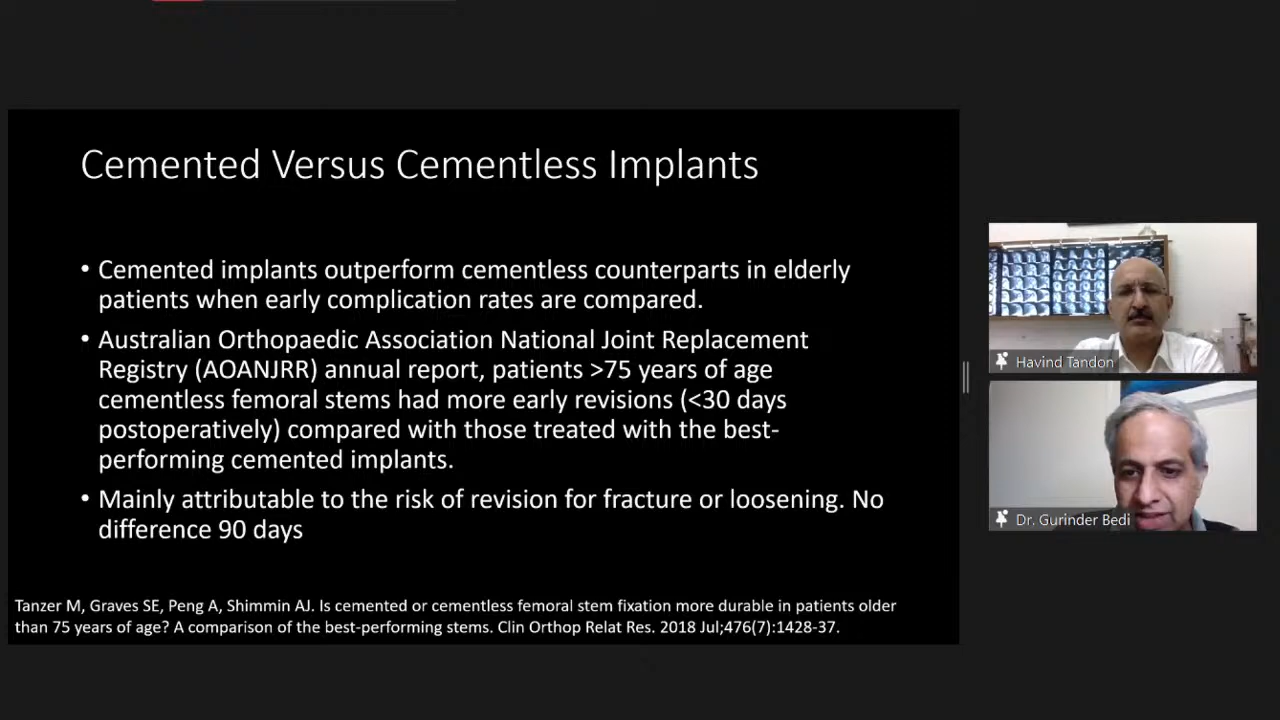 Cemented Versus Cementless Implants
• Cemented implants outperform cementless counterparts in elderly
patients when early complication rates are compared.
• Australian Orthopaedic Association National Joint Replacement
Registry (AOANJRR) annual report, patients >75 years of age
cementless femoral stems had more early revisions (<30 days
postoperatively) compared with those treated with the best-
performing cemented implants.
• Mainly attributable to the risk of revision for fracture or loosening. No
difference 90 days
Tanzer M, Graves SE, Peng A, Shimmin AJ. Is cemented or cementless femoral stem fixation more durable in patients older
than 75 years of age? A comparison of the best-performing stems. Clin Orthop Relat Res. 2018 Jul;476(7):1428-37.
Havind Tandon
Dr. Gurinder Bedi